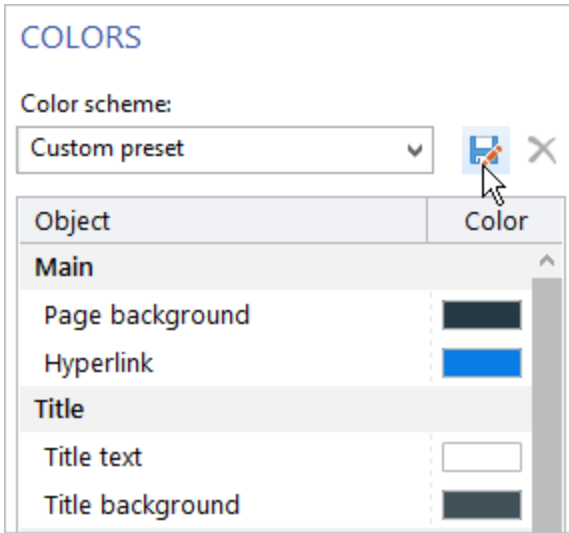 COLORS
Color scheme:
Custom preset
Object Color
Main
Page background
Hyperlink
Title
Title text
Title background